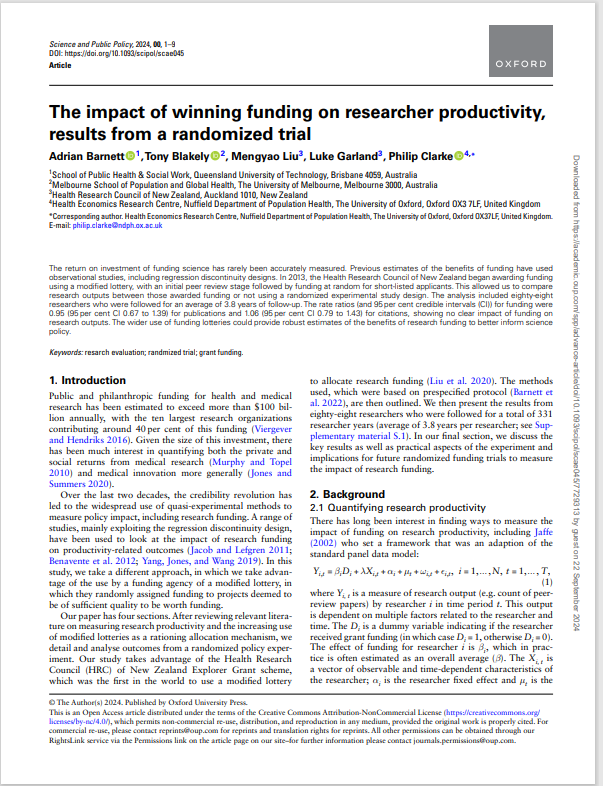 Science and Public Policy, 2024, 00, 1–9
DOI: https://doi.org/10.1093/scipol/scae045
Article
OXFORD
The impact of winning funding on researcher productivity,
results from a randomized trial
Adrian Barnett 1, Tony Blakely 2, Mengyao Liu3, Luke Garland3, Philip Clarke 4,*
1School of Public Health & Social Work, Queensland University of Technology, Brisbane 4059, Australia
2Melbourne School of Population and Global Health, The University of Melbourne, Melbourne 3000, Australia
3Health Research Council of New Zealand, Auckland 1010, New Zealand
4Health Economics Research Centre, Nuffield Department of Population Health, The University of Oxford, Oxford OX3 7LF, United Kingdom
*Corresponding author. Health Economics Research Centre, Nuffield Department of Population Health, The University of Oxford, Oxford OX37LF, United Kingdom.
E-mail: philip.clarke@ndph.ox.ac.uk
The return on investment of funding science has rarely been accurately measured. Previous estimates of the benefits of funding have used
observational studies, including regression discontinuity designs. In 2013, the Health Research Council of New Zealand began awarding funding
using a modified lottery, with an initial peer review stage followed by funding at random for short-listed applicants. This allowed us to compare
research outputs between those awarded funding or not using a randomized experimental study design. The analysis included eighty-eight
researchers who were followed for an average of 3.8 years of follow-up. The rate ratios (and 95 per cent credible intervals (CI)) for funding were
0.95 (95 per cent CI 0.67 to 1.39) for publications and 1.06 (95 per cent CI 0.79 to 1.43) for citations, showing no clear impact of funding on
research outputs. The wider use of funding lotteries could provide robust estimates of the benefits of research funding to better inform science
policy.
Keywords: research evaluation; randmized trial; grant funding.
1. Introduction
Public and philanthropic funding for health and medical
research has been estimated to exceed more than $100 bil-
lion annually, with the ten largest research organizations
contributing around 40 per cent of this funding (Viergever
and Hendriks 2016). Given the size of this investment, there
has been much interest in quantifying both the private and
social returns from medical research (Murphy and Topel
2010) and medical innovation more generally (Jones and
Summers 2020).
Over the last two decades, the credibility revolution has
led to the widespread use of quasi-experimental methods to
measure policy impact, including research funding. A range of
studies, mainly exploiting the regression discontinuity design,
have been used to look at the impact of research funding
on productivity-related outcomes (Jacob and Lefgren 2011;
Benavente et al. 2012; Yang, Jones, and Wang 2019). In
this study, we take a different approach, in which we take advan-
tage of the use by a funding agency of a modified lottery, in
which they randomly assigned funding to projects deemed to
be of sufficient quality to be worth funding.
Our paper has four sections. After reviewing relevant litera-
ture on measuring research productivity and the increasing use
of modified lotteries as a rationing allocation mechanism, we
detail and analyse outcomes from a randomized policy exper-
iment. Our study takes advantage of the Health Research
Council (HRC) of New Zealand Explorer Grant scheme,
which was the first in the world to use a modified lottery
to allocate research funding (Liu et al. 2020). The methods
used, which were based on prespecified protocol (Barnett et
al. 2022), are then outlined. We then present the results from
eighty-eight researchers who were followed for a total of 331
researcher years (average of 3.8 years per researcher; see Sup-
plementary material S.1). In our final section, we discuss the
key results as well as practical aspects of the experiment and
implications for future randomized funding trials to measure
the impact of research funding.
2. Background
2.1 Quantifying research productivity
There has long been interest in finding ways to measure the
impact of funding on research productivity, including Jaffe
(2002) who set a framework that was an adaption of the
standard panel data model:
Yi,t = βiDi + λXi,t + αi + μt + ωi,t + εi,t, i = 1,…,N, t = 1,…,T,
(1)
where Yi, t is a measure of research output (e.g. count of peer-
review papers) by researcher i in time period t. This output
is dependent on multiple factors related to the researcher and
time. The Di is a dummy variable indicating if the researcher
received grant funding (in which case Di = 1, otherwise Di = 0).
The effect of funding for researcher i is βi, which in prac-
tice is often estimated as an overall average (β). The Xi, t is
a vector of observable and time-dependent characteristics of
the researcher; αi is the researcher fixed effect and μt is the
© The Author(s) 2024. Published by Oxford University Press.
This is an Open Access article distributed under the terms of the Creative Commons Attribution-NonCommercial License (https://creativecommons.org/
licenses/by-nc/4.0/), which permits non-commercial re-use, distribution, and reproduction in any medium, provided the original work is properly cited. For
commercial re-use, please contact reprints@oup.com for reprints and translation rights for reprints. All other permissions can be obtained through our
RightsLink service via the Permissions link on the article page on our site–for further information please contact journals.permissions@oup.com.
Downloaded from https://academic.oup.com/spp/advance-article/doi/10.1093/scipol/scae045/7729313 by guest on 22 September 2024